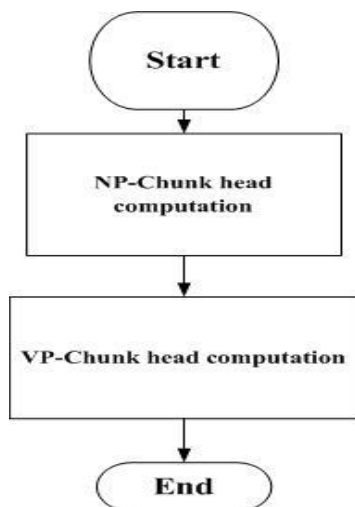 Start
NP-Chunk head
computation
VP-Chunk head computation
End